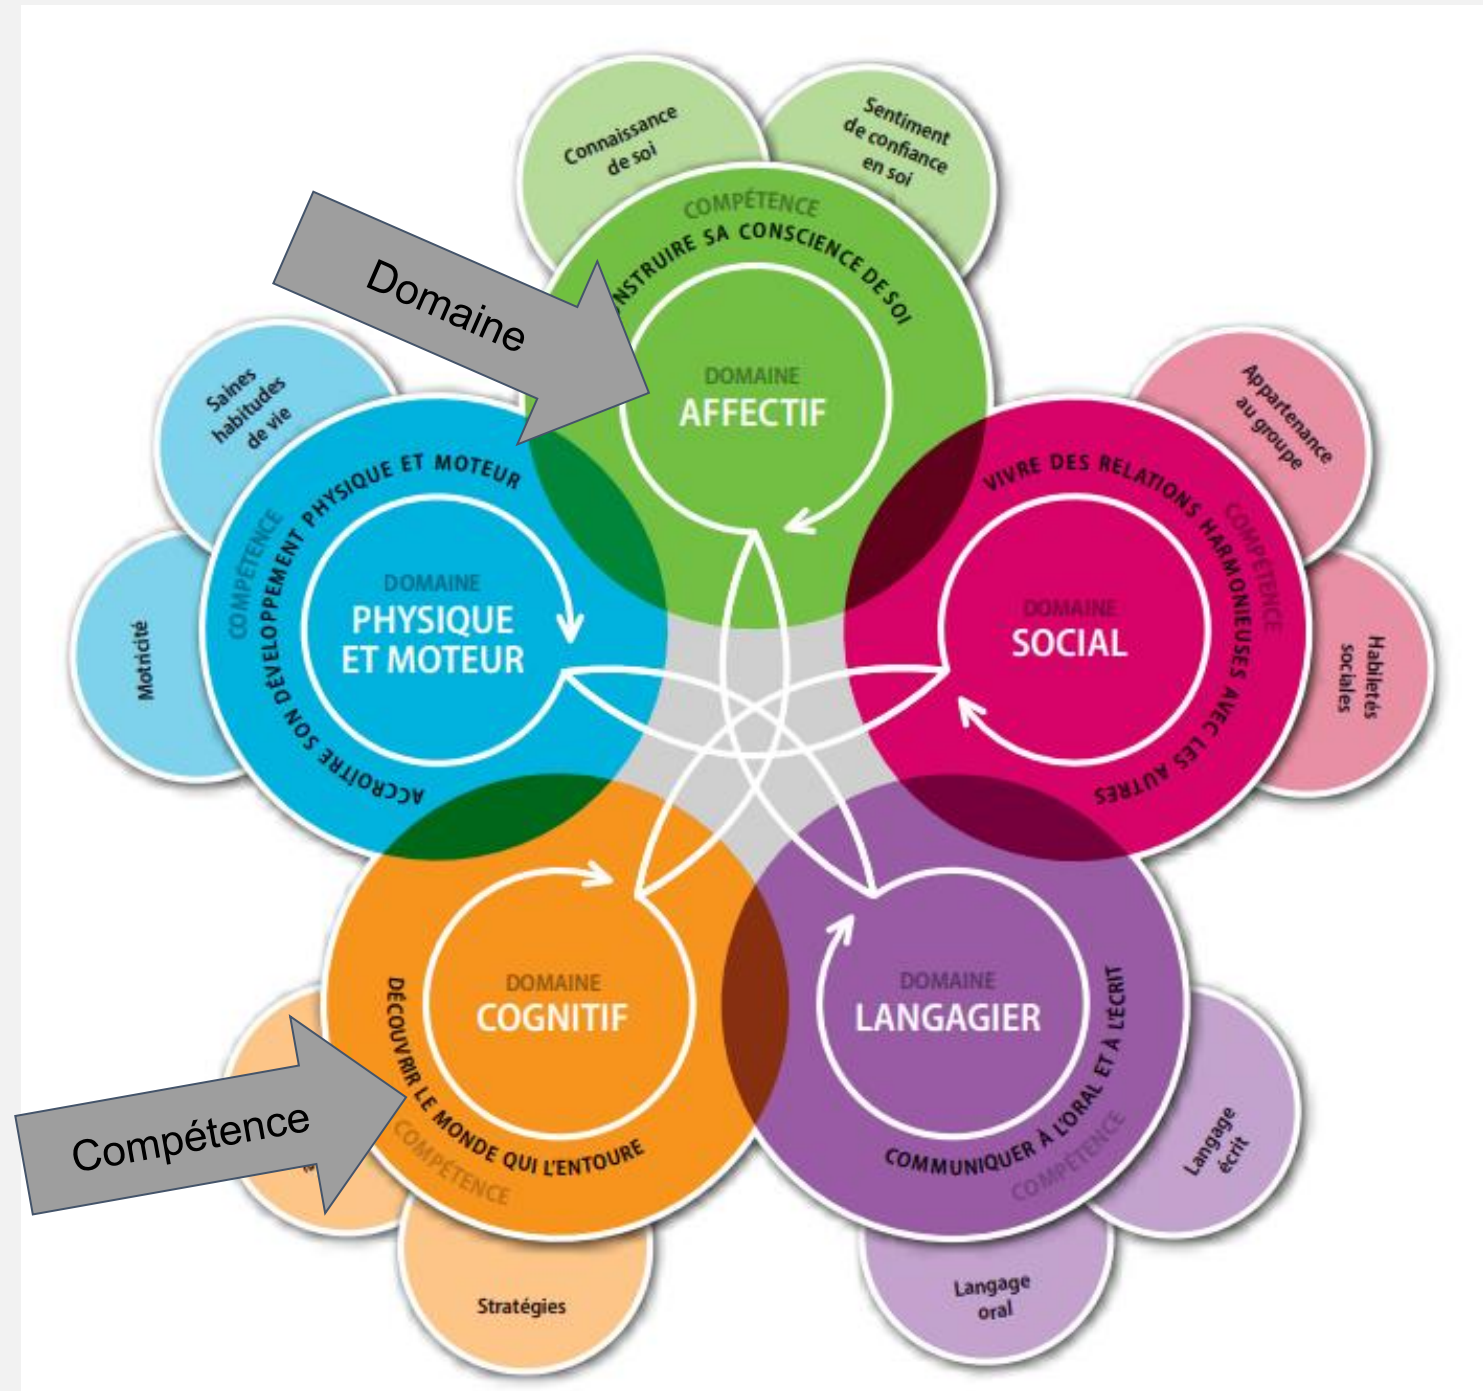 Connaissance
de soi
Sentiment
de confiance
en soi
COMPÉTENCE
NSTRUIRE SA CONSCIENCE DE SOI
Domaine
DOMAINE
AFFECTIF
Saines
habitudes
de vie
Motricité
COMPÉTENCE
ACCROÎTRE SON DÉVELOPPEMENT PHYSIQUE ET MOTEUR
DOMAINE
PHYSIQUE
ET MOTEUR
Appartenance
au groupe
Habiletés
sociales
COMPÉTENCE
VIVRE DES RELATIONS HARMONIEUSES AVEC LES AUTRES
DOMAINE
SOCIAL
DOMAINE
COGNITIF
DÉCOUVRIR LE MONDE QUI L'ENTOURE
COMPÉTENCE
Compétence
Stratégies
DOMAINE
LANGAGIER
COMMUNIQUER À L'ORAL ET À L'ÉCRIT
COMPÉTENCE
Langage
écrit
Langage
oral